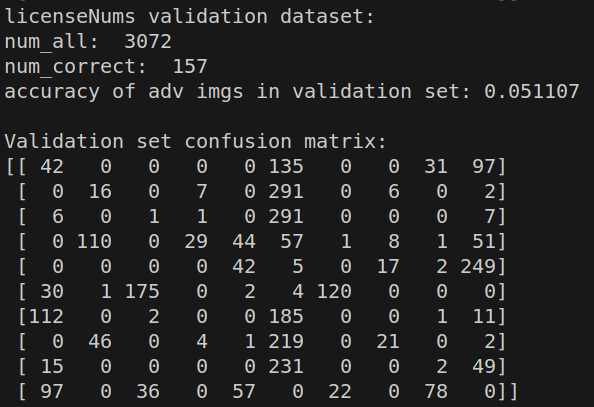 licenseNums validation dataset:
num_all:  3072
num_correct:  157
accuracy of adv imgs in validation set: 0.051107

Validation set confusion matrix:
[[ 42   0   0   0   0 135   0   0  31  97]
 [  0  16   0   7   0 291   0   6   0   2]
 [  6   0   1   1   0 291   0   0   0   7]
 [  0 110   0  29  44  57   1   8   1  51]
 [  0   0   0   0  42   5   0  17   2 249]
 [ 30   1 175   0   2   4 120   0   0   0]
 [112   0   2   0   0 185   0   0   1  11]
 [  0  46   0   4   1 219   0  21   0   2]
 [ 15   0   0   0   0 231   0   0   2  49]
 [ 97   0  36   0  57   0  22   0  78   0]]